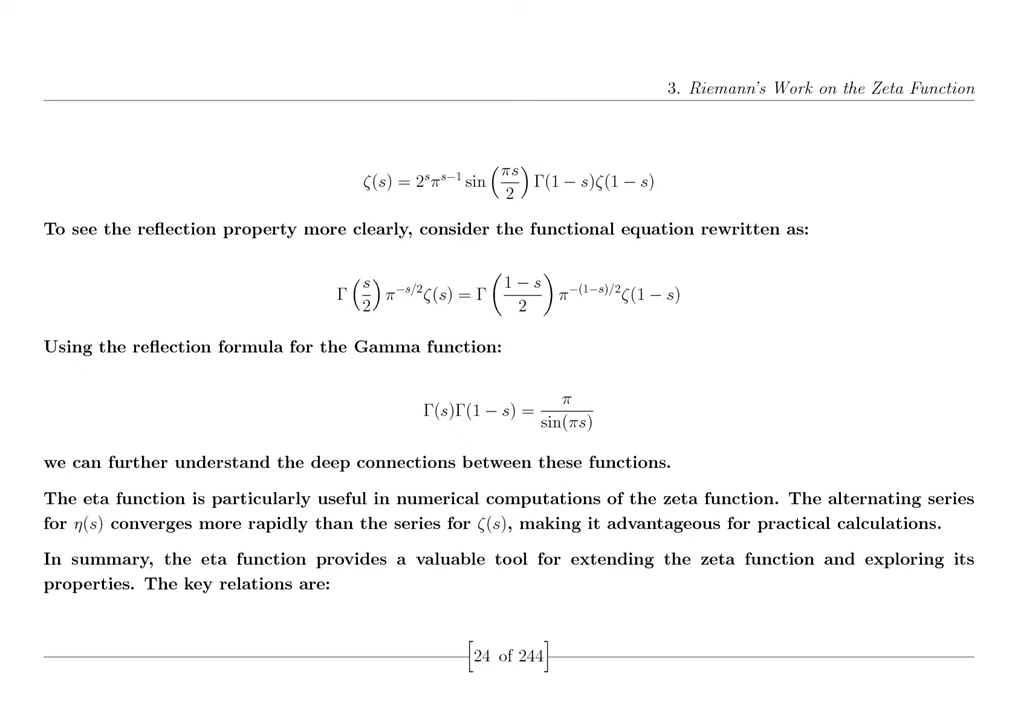 3. Riemann's Work on the Zeta Function
ζ(s) = 2^s π^{s−1} sin (πs/2) Γ(1 − s)ζ(1 − s)
To see the reflection property more clearly, consider the functional equation rewritten as:
Γ (s/2) π^{−s/2}ζ(s) = Γ ((1 − s)/2) π^{−(1−s)/2}ζ(1 − s)
Using the reflection formula for the Gamma function:
Γ(s)Γ(1 − s) = π/sin(πs)
we can further understand the deep connections between these functions.
The eta function is particularly useful in numerical computations of the zeta function. The alternating series
for η(s) converges more rapidly than the series for ζ(s), making it advantageous for practical calculations.
In summary, the eta function provides a valuable tool for extending the zeta function and exploring its
properties. The key relations are:
[24 of 244]